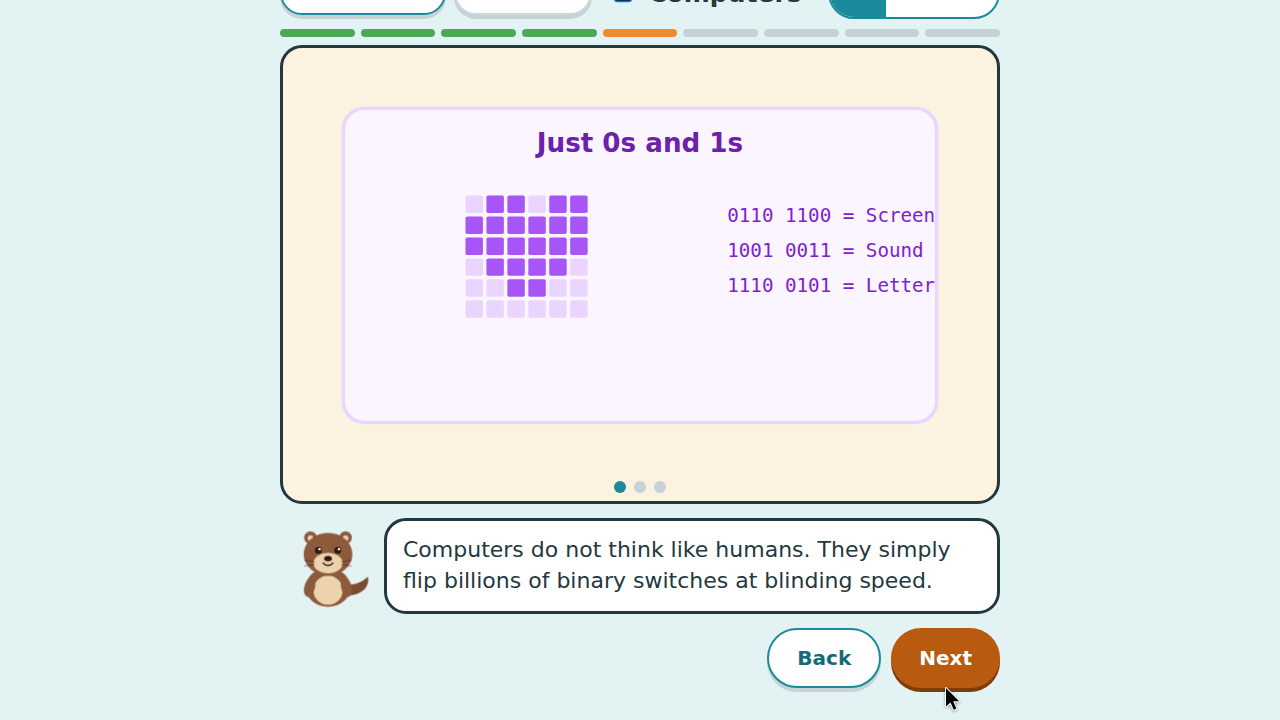 Computers
Just 0s and 1s
0110 1100 = Screen
1001 0011 = Sound
1110 0101 = Letter
Computers do not think like humans. They simply
flip billions of binary switches at blinding speed.
Back
Next